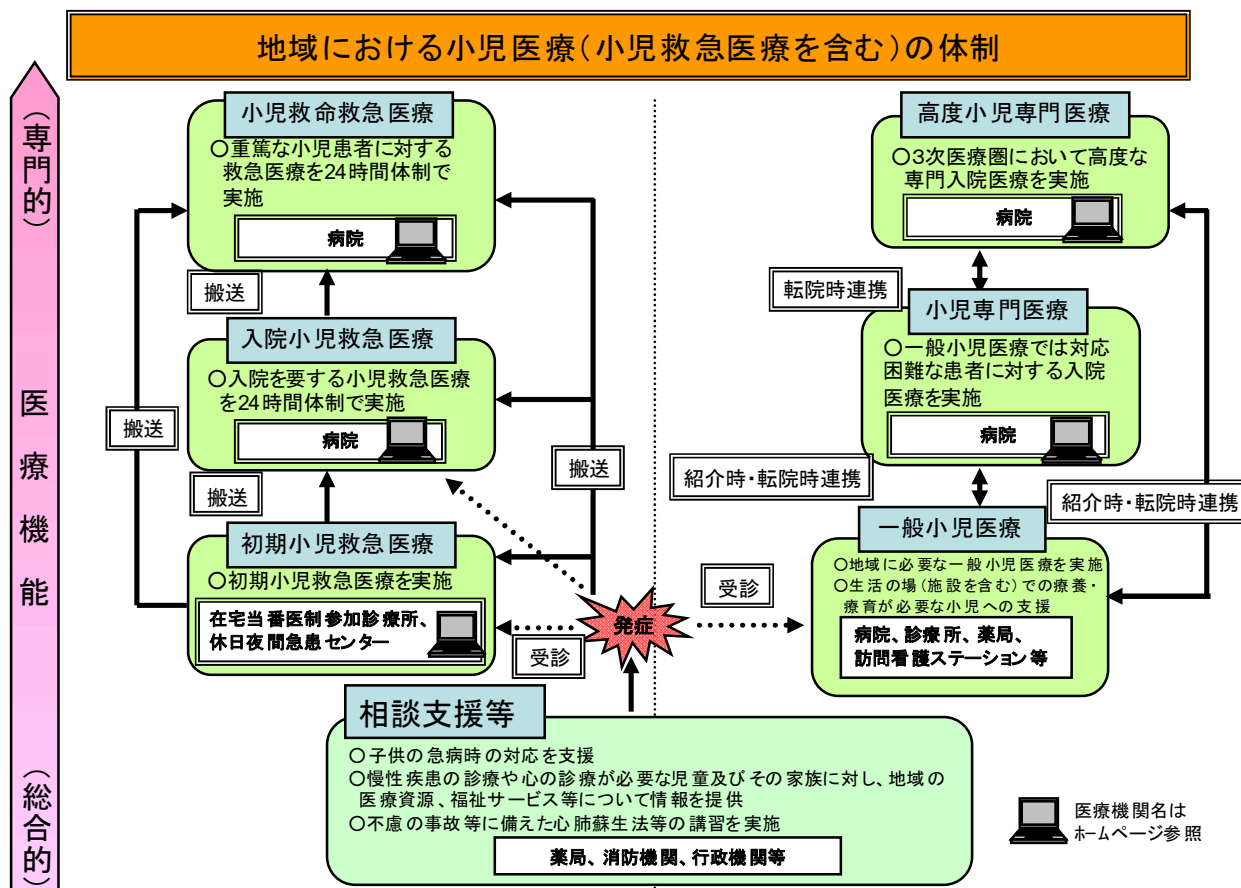 地域における小児医療(小児救急医療を含む)の体制
(専門的)
医療機能
(総合的)
小児救命救急医療
○重篤な小児患者に対する
救急医療を24時間体制で
実施
病院
搬送
入院小児救急医療
○入院を要する小児救急医療
を24時間体制で実施
病院
搬送
搬送
搬送
初期小児救急医療
○初期小児救急医療を実施
在宅当番医制参加診療所、
休日夜間急患センター
受診
発症
受診
高度小児専門医療
○3次医療圏において高度な
専門入院医療を実施
病院
転院時連携
小児専門医療
○一般小児医療では対応
困難な患者に対する入院
医療を実施
病院
紹介時・転院時連携
紹介時・転院時連携
一般小児医療
○地域に必要な一般小児医療を実施
○生活の場(施設を含む)での療養・
療育が必要な小児への支援
病院、診療所、薬局、
訪問看護ステーション等
相談支援等
○子供の急病時の対応を支援
○慢性疾患の診療や心の診療が必要な児童及びその家族に対し、地域の
医療資源、福祉サービス等について情報を提供
○不慮の事故等に備えた心肺蘇生法等の講習を実施
薬局、消防機関、行政機関等
医療機関名は
ホームページ参照